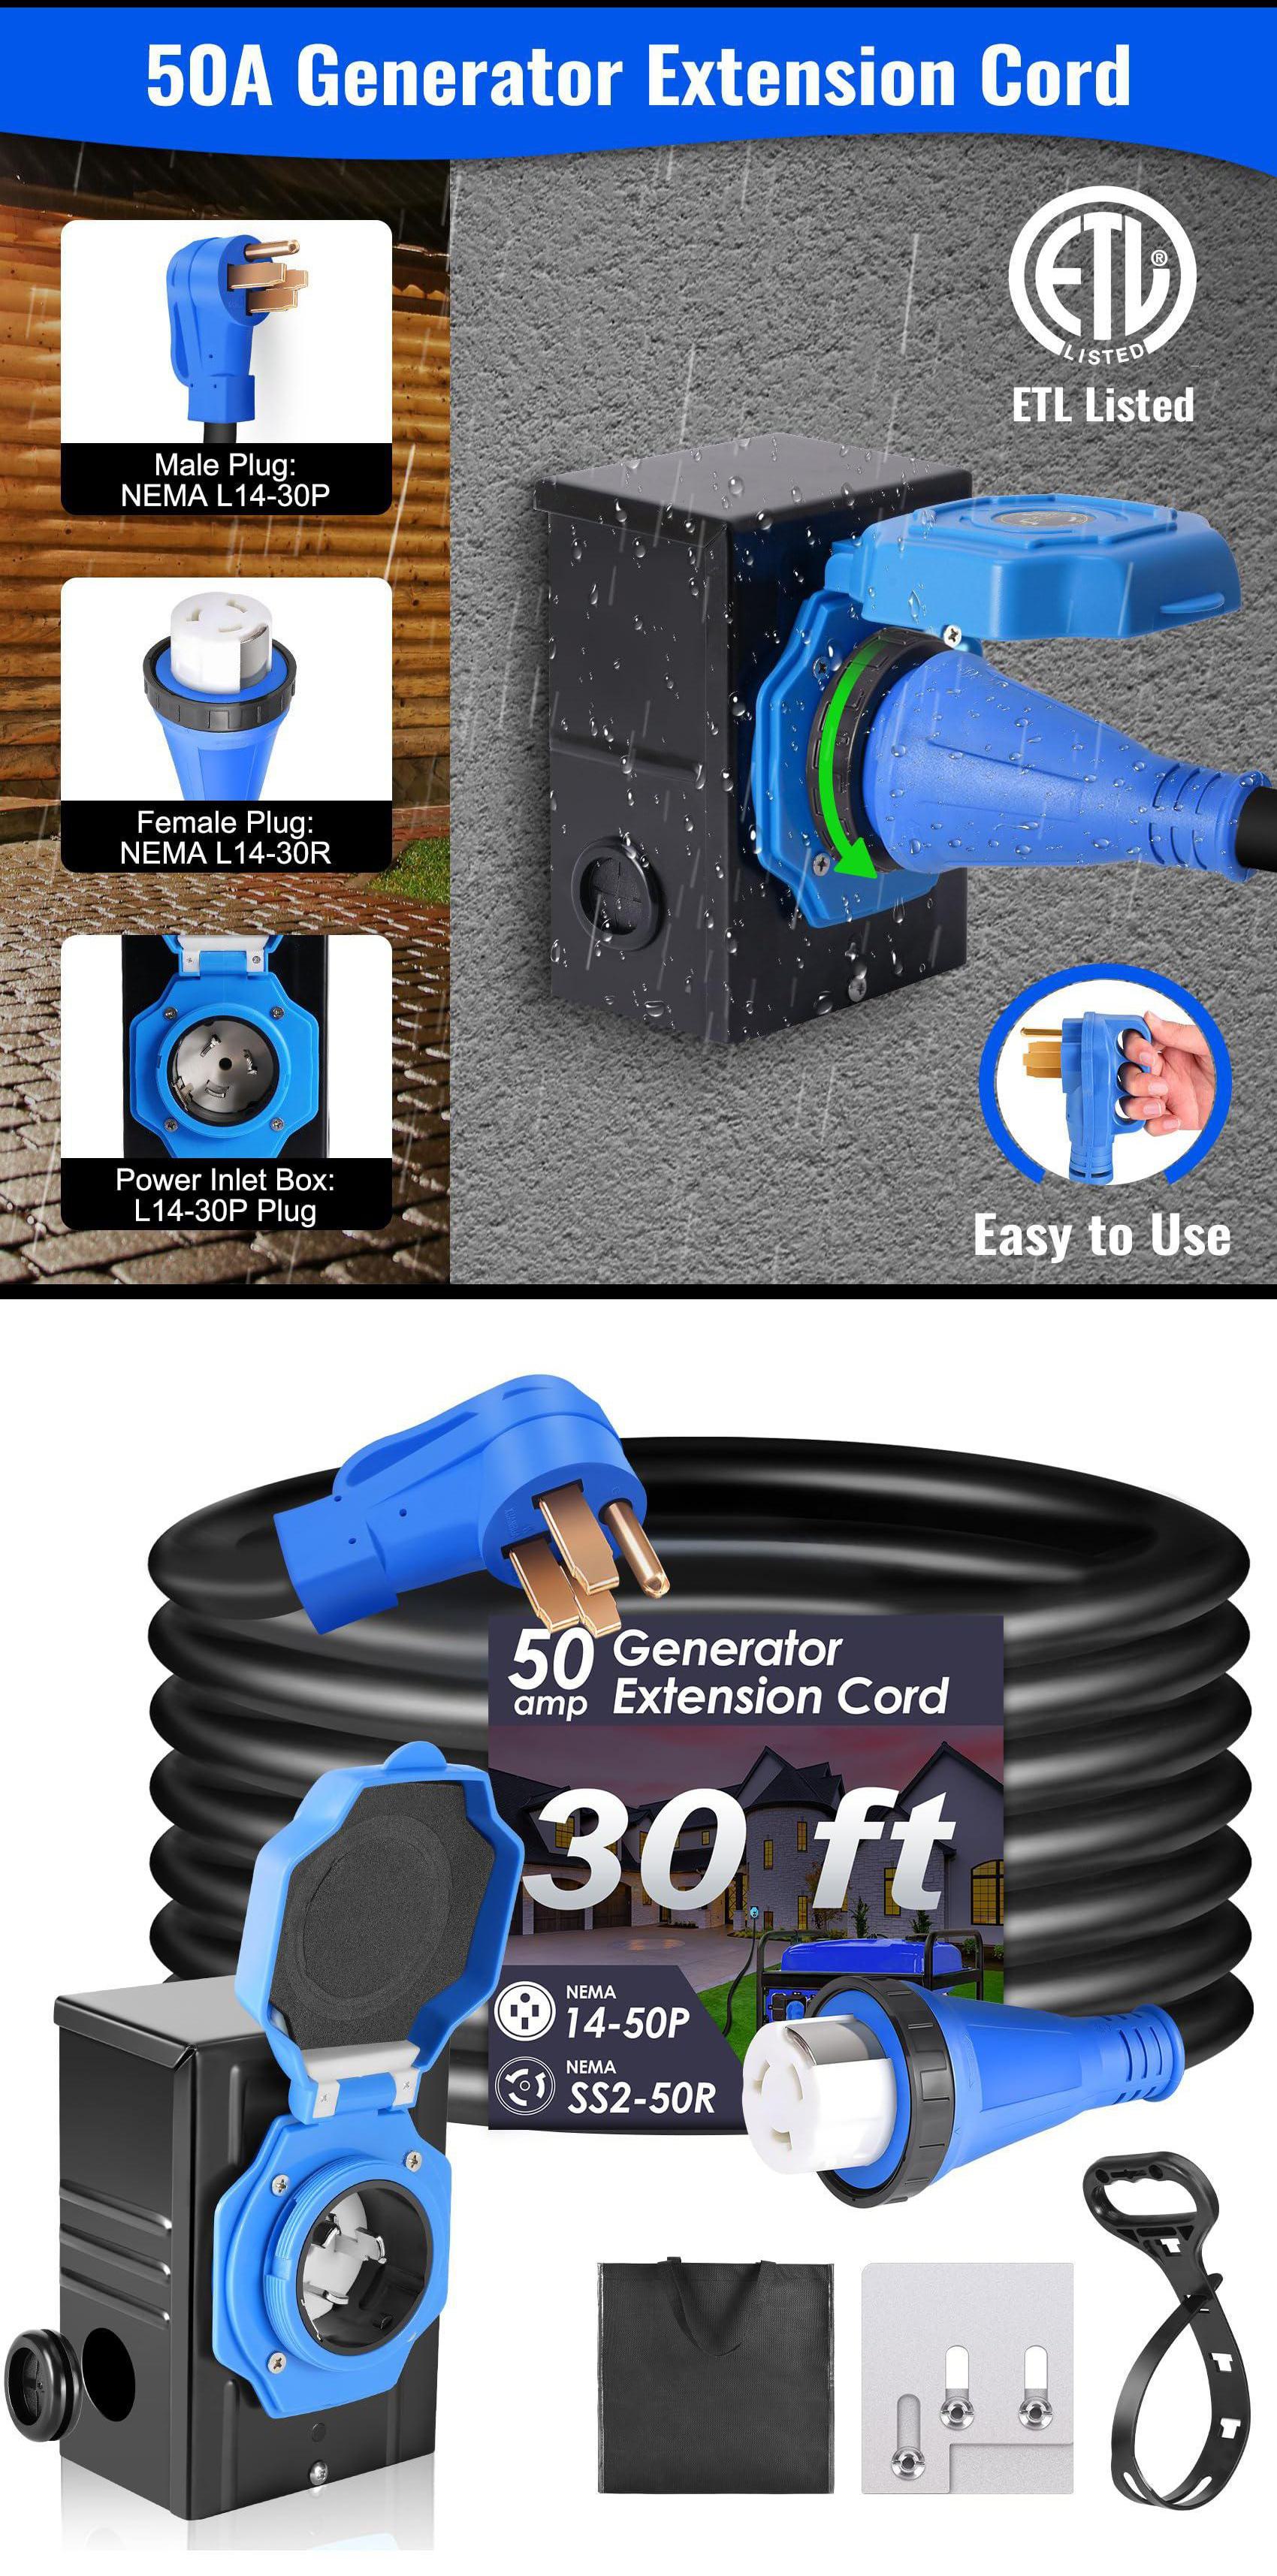 50A Generator Extension Cord
ETL
®
LISTED
ETL Listed
Male Plug:
NEMA L14-30P
Female Plug:
NEMA L14-30R
Power Inlet Box:
L14-30P Plug
Easy to Use
50 amp
Generator
Extension Cord
30 ft
NEMA
14-50P
NEMA
SS2-50R